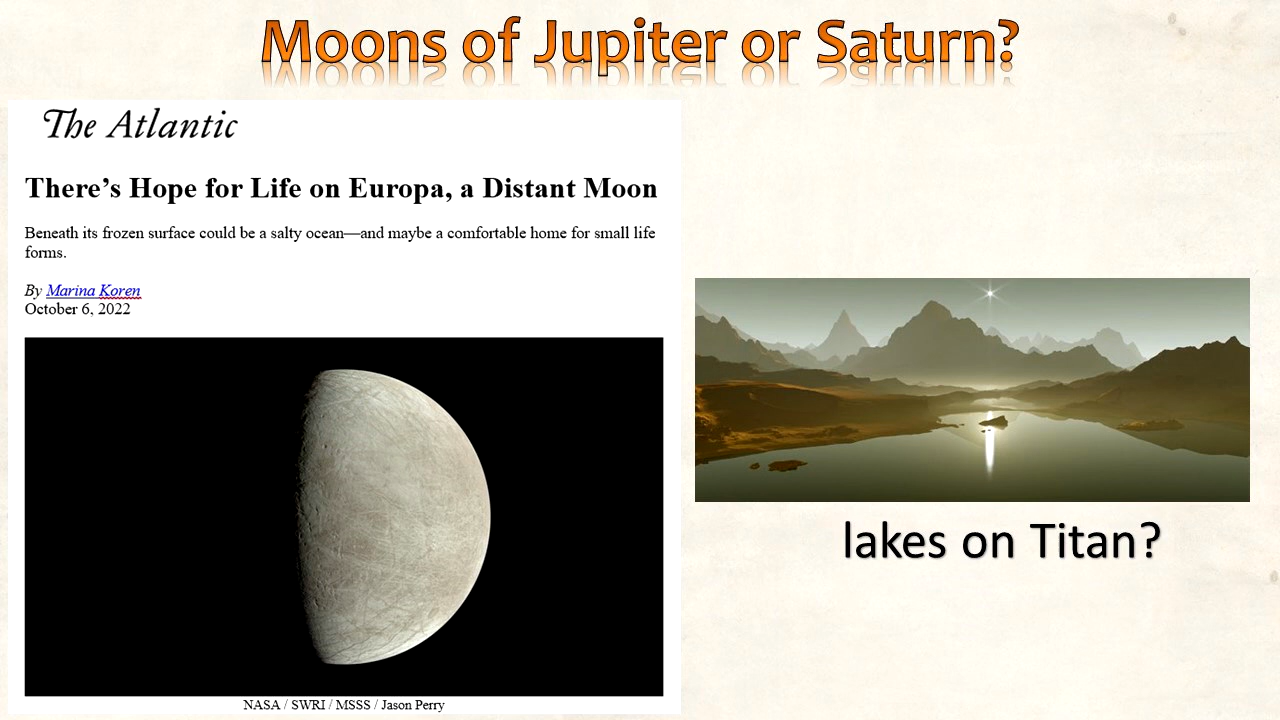 Moons of Jupiter or Saturn?
The Atlantic
There’s Hope for Life on Europa, a Distant Moon
Beneath its frozen surface could be a salty ocean—and maybe a comfortable home for small life
forms.
By Marina Koren
October 6, 2022
NASA / SWRI / MSSS / Jason Perry
lakes on Titan?